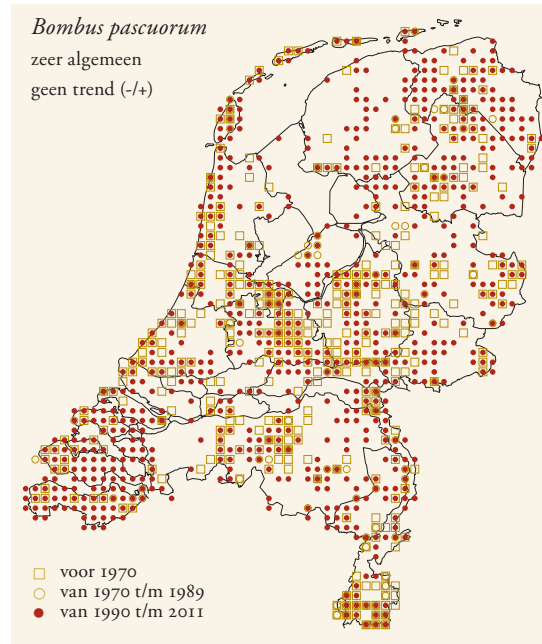 Bombus pascuorum
zeer algemeen
geen trend (-/+)
voor 1970
van 1970 t/m 1989
van 1990 t/m 2011